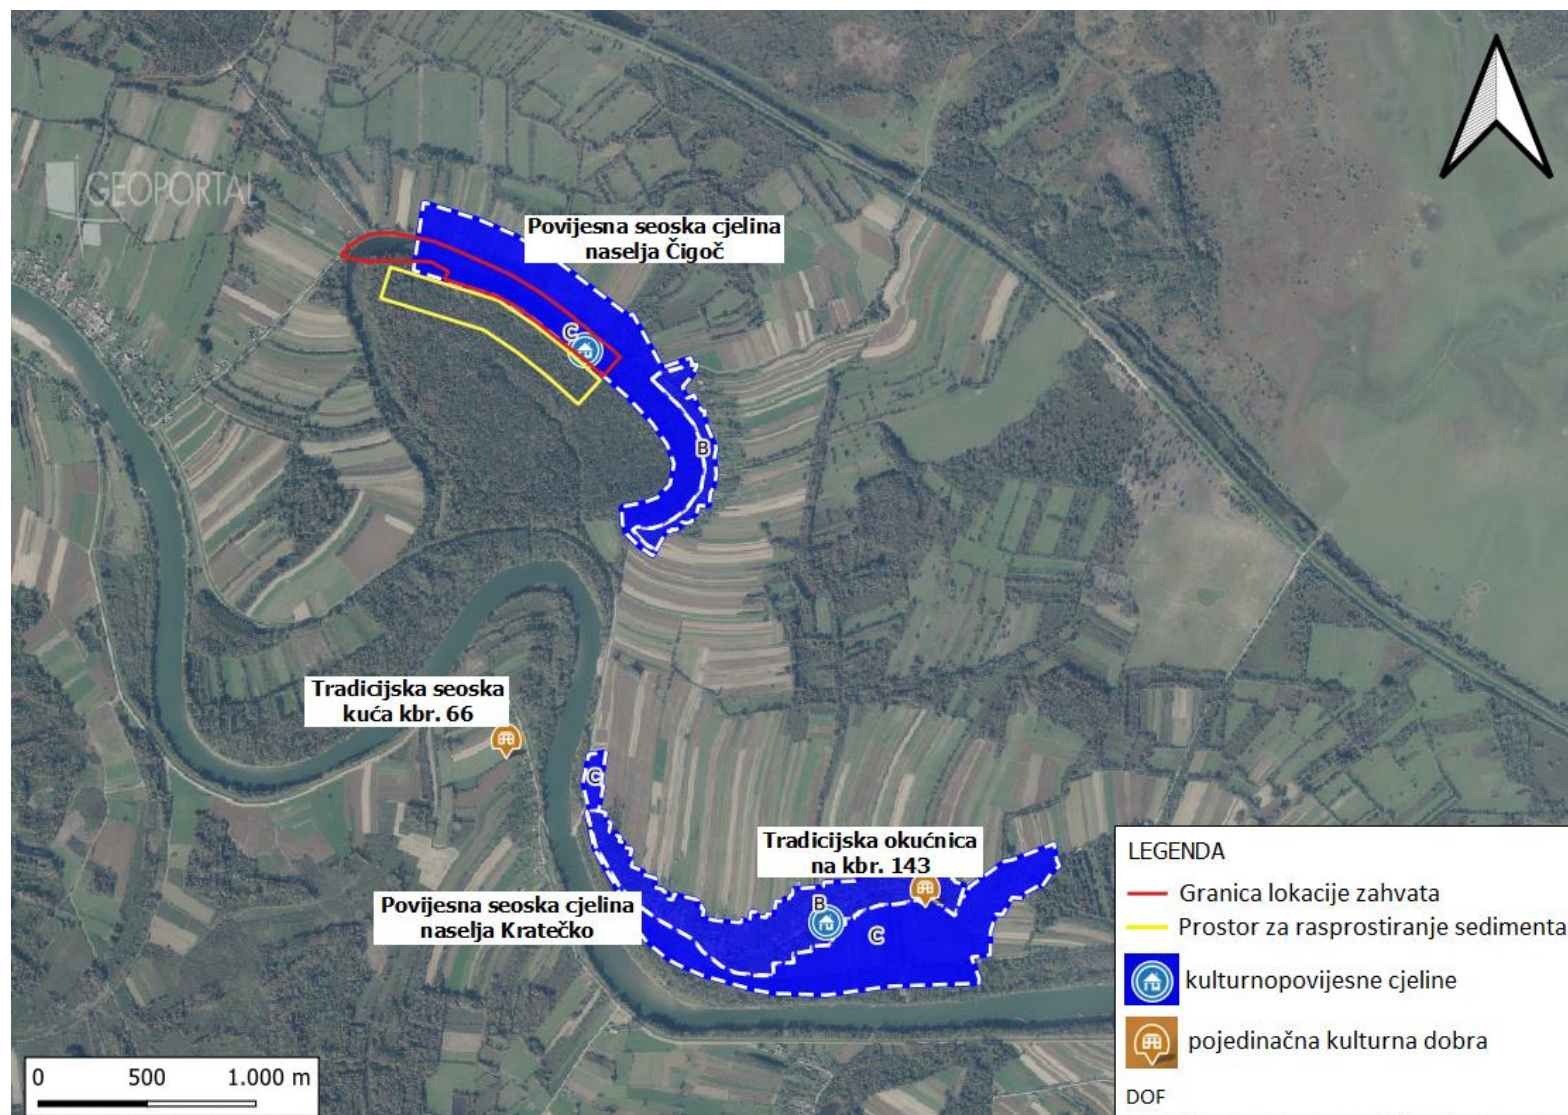 GEOPORTAL
Povijesna seoska cjelina
naselja Čigoč
C
B
Tradicijska seoska
kuća kbr. 66
C
Tradicijska okućnica
na kbr. 143
Povijesna seoska cjelina
naselja Kratečko
B
C
LEGENDA
Granica lokacije zahvata
Prostor za rasprostiranje sedimenta
kulturnopovijesne cjeline
pojedinačna kulturna dobra
DOF
0 500 1.000 m